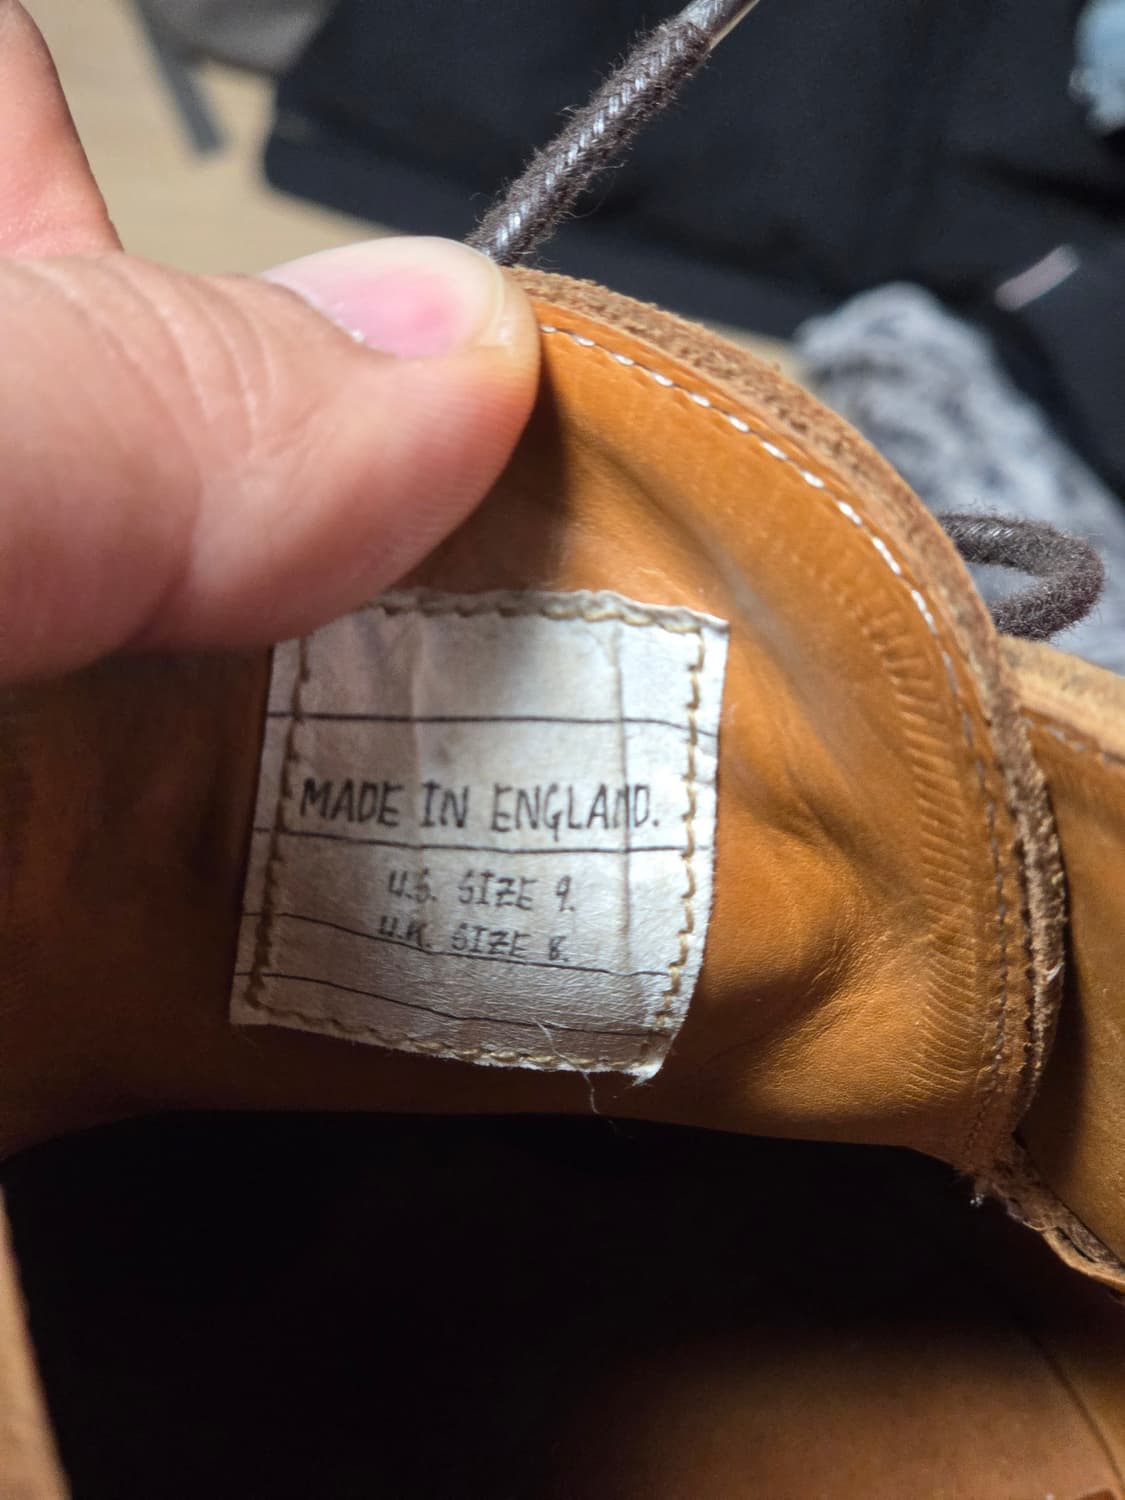 MADE IN ENGLAND.
U.S. SIZE 9.
U.K. SIZE 8.